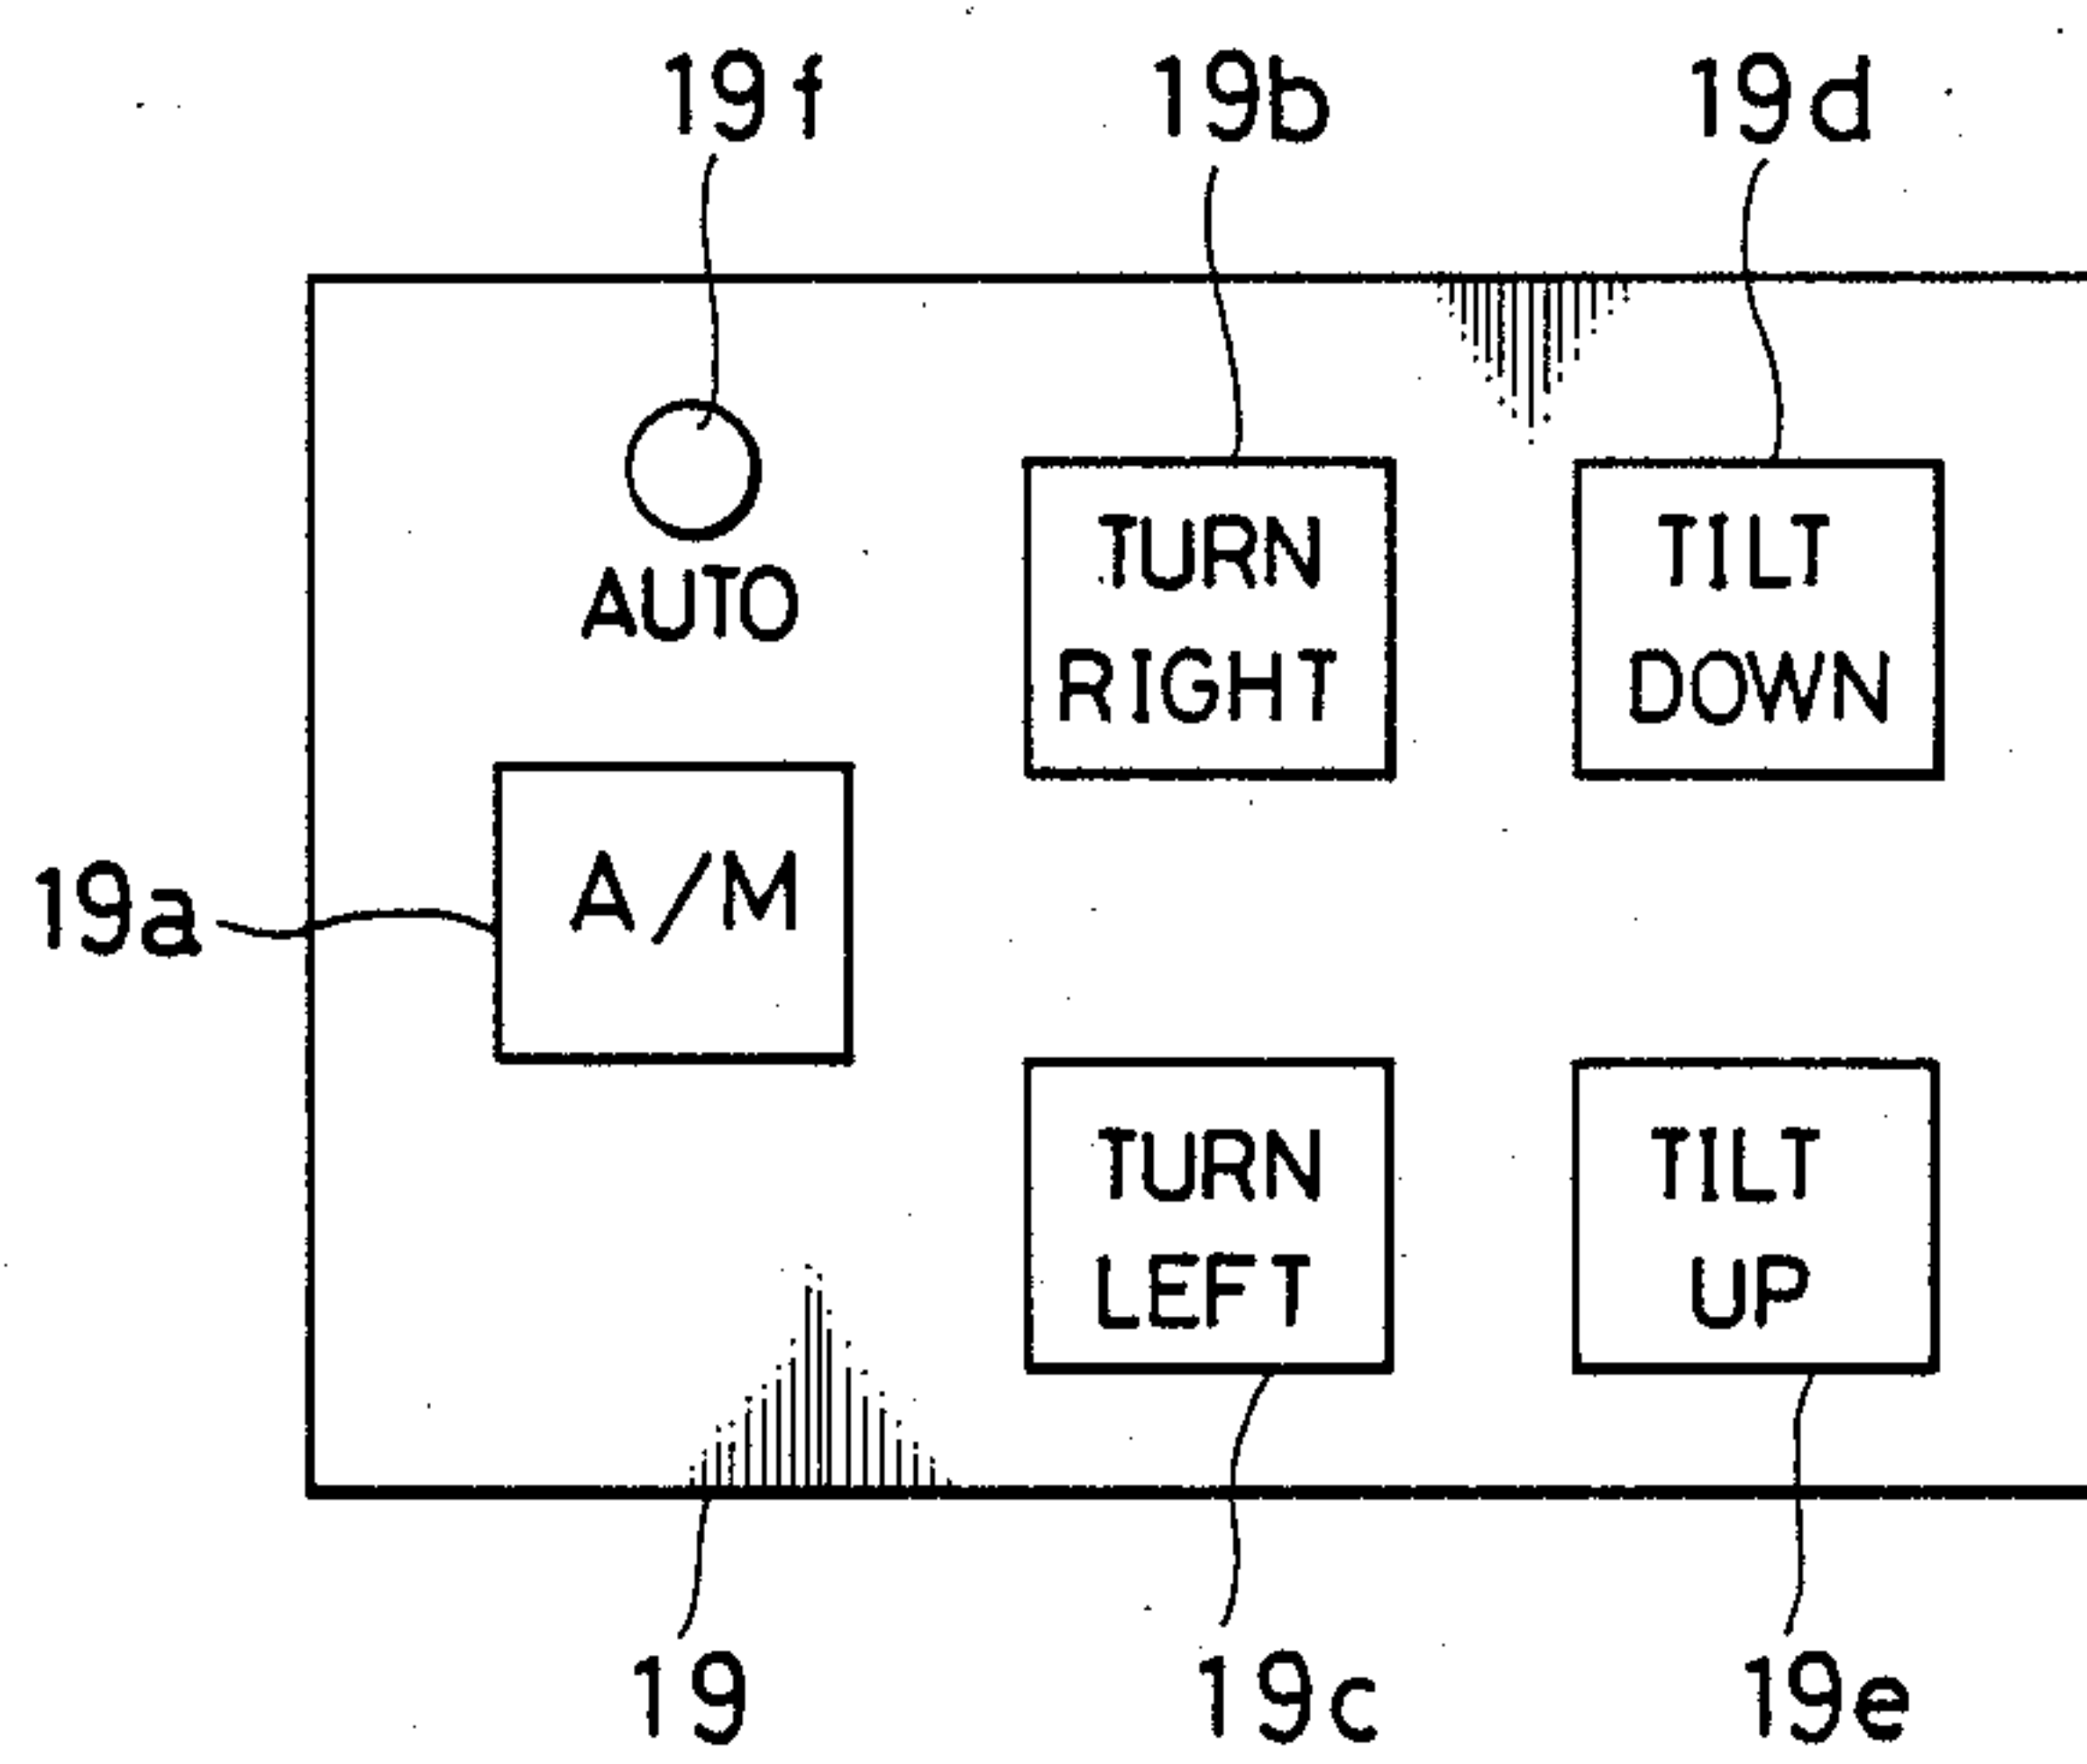 19f 19b 19d
AUTO
TURN
RIGHT
TILT
DOWN
19a
A/M
TURN
LEFT
TILT
UP
19 19c 19e